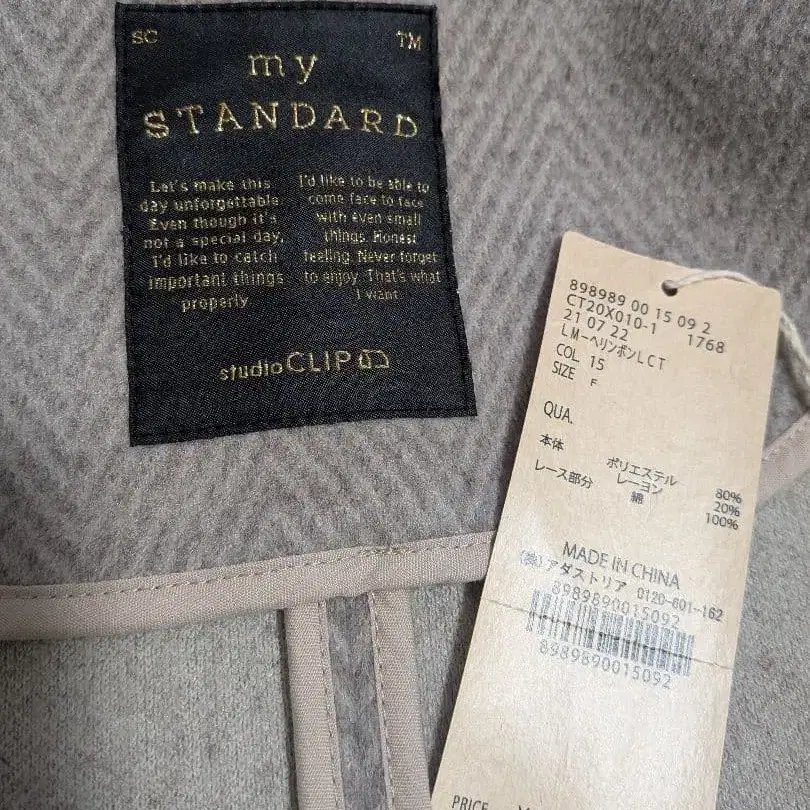 SC
TM
my
STANDARD
Let's make this
day unforgettable.
Even though it's
not a special day,
I'd like to catch
important things
properly.
I'd like to be able to
come face to face
with even small
things. Honest
feeling. Never forget
to enjoy. That's what
I want.
studio CLIP
898989 00 15 09 2
CT20X010-1 1768
21 07 22
LM-ヘリンボンLCT
COL 15
SIZE F
QUA.
本体 ポリエステル 80%
レーヨン 20%
レース部分 綿 100%
MADE IN CHINA
(株)アダストリア 0120-601-162
8989890015092
8989890015092
PRICE